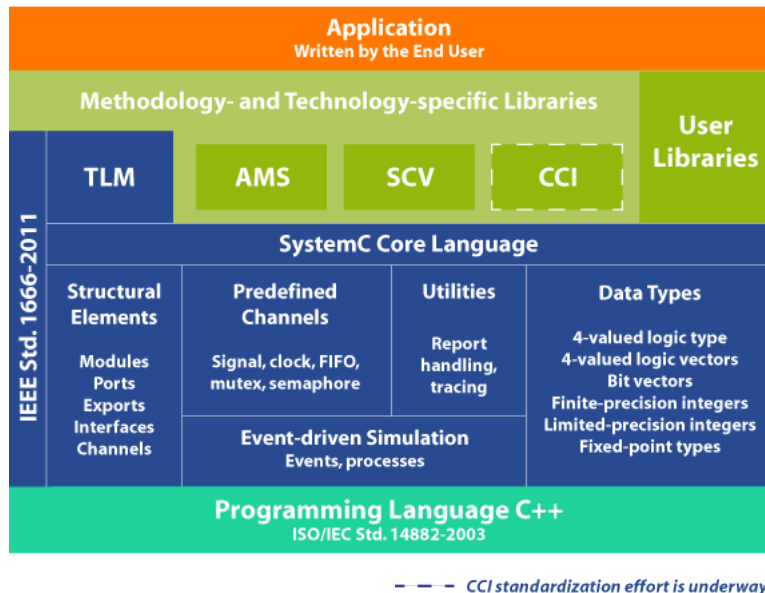 Application
Written by the End User
Methodology- and Technology-specific Libraries
User
Libraries
TLM
AMS
SCV
CCI
IEEE Std. 1666-2011
SystemC Core Language
Structural
Elements
Modules
Ports
Exports
Interfaces
Channels
Predefined
Channels
Signal, clock, FIFO,
mutex, semaphore
Utilities
Report
handling,
tracing
Data Types
4-valued logic type
4-valued logic vectors
Bit vectors
Finite-precision integers
Limited-precision integers
Fixed-point types
Event-driven Simulation
Events, processes
Programming Language C++
ISO/IEC Std. 14882-2003
CCI standardization effort is underway